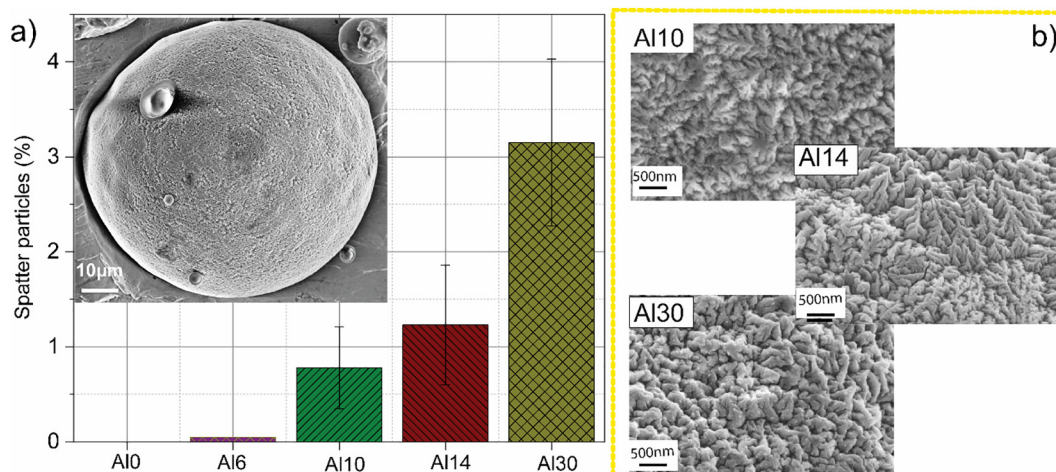 a)
Spatter particles (%)
4
3
2
1
0
10µm
Al0
Al6
Al10
Al14
Al30
b)
Al10
500nm
Al14
500nm
Al30
500nm